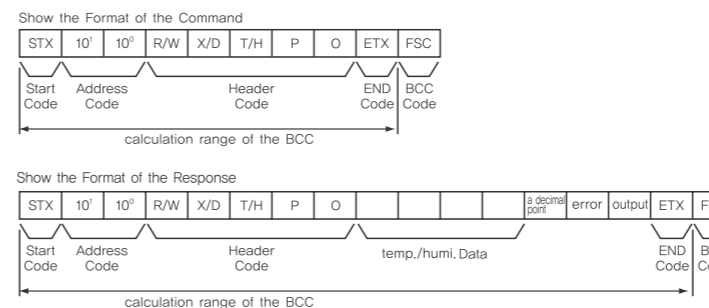 Show the Format of the Command
STX 10¹ 10⁰ R/W X/D T/H P O ETX FSC
Start Code Address Code Header Code END Code BCC Code
calculation range of the BCC
Show the Format of the Response
STX 10¹ 10⁰ R/W X/D T/H P O a decimal point error output ETX F
Start Code Address Code Header Code temp./humi. Data END Code
calculation range of the BCC